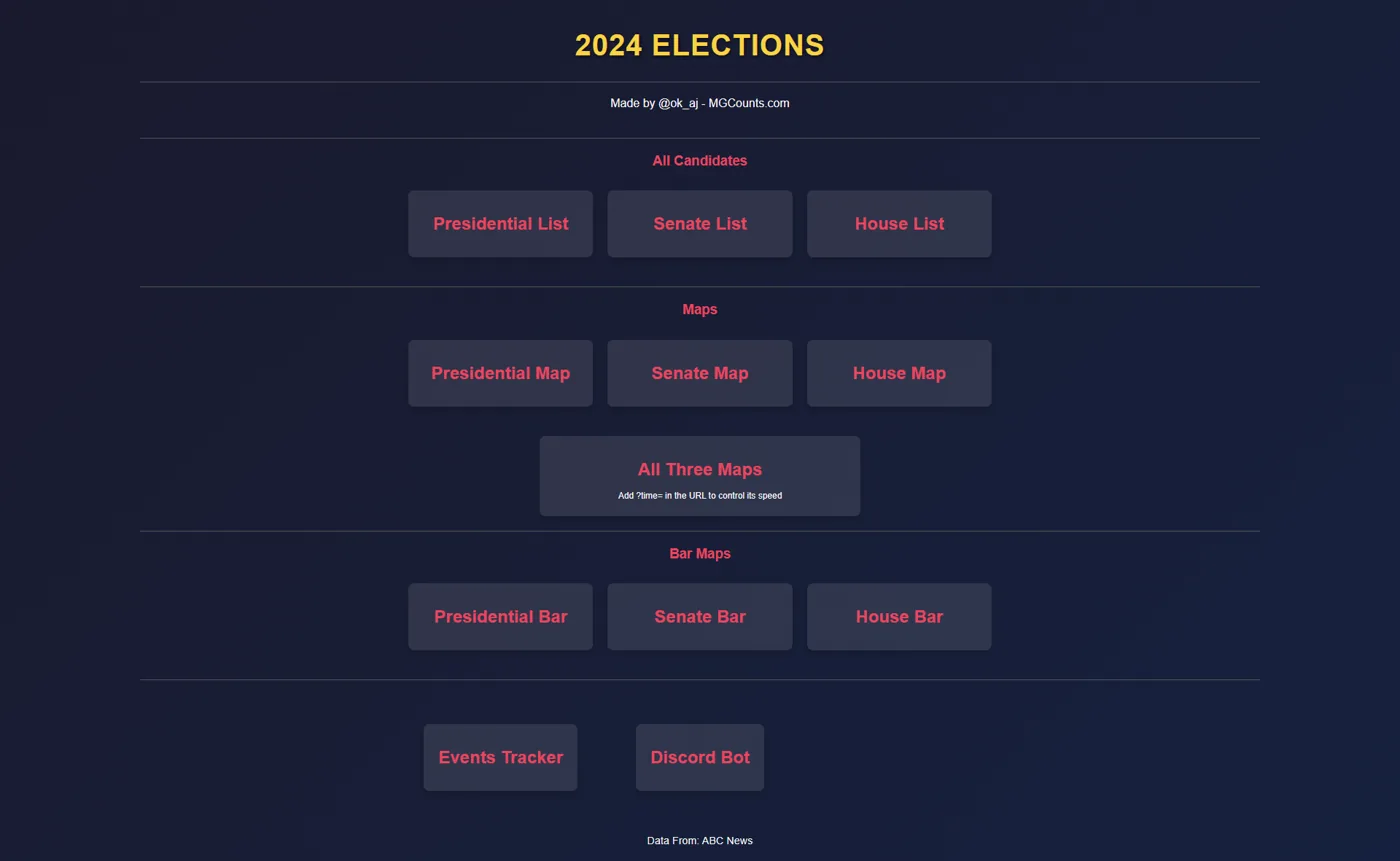 2024 ELECTIONS
Made by @ok_aj - MGCounts.com
All Candidates
Presidential List
Senate List
House List
Maps
Presidential Map
Senate Map
House Map
All Three Maps
Add ?time= in the URL to control its speed
Bar Maps
Presidential Bar
Senate Bar
House Bar
Events Tracker
Discord Bot
Data From: ABC News